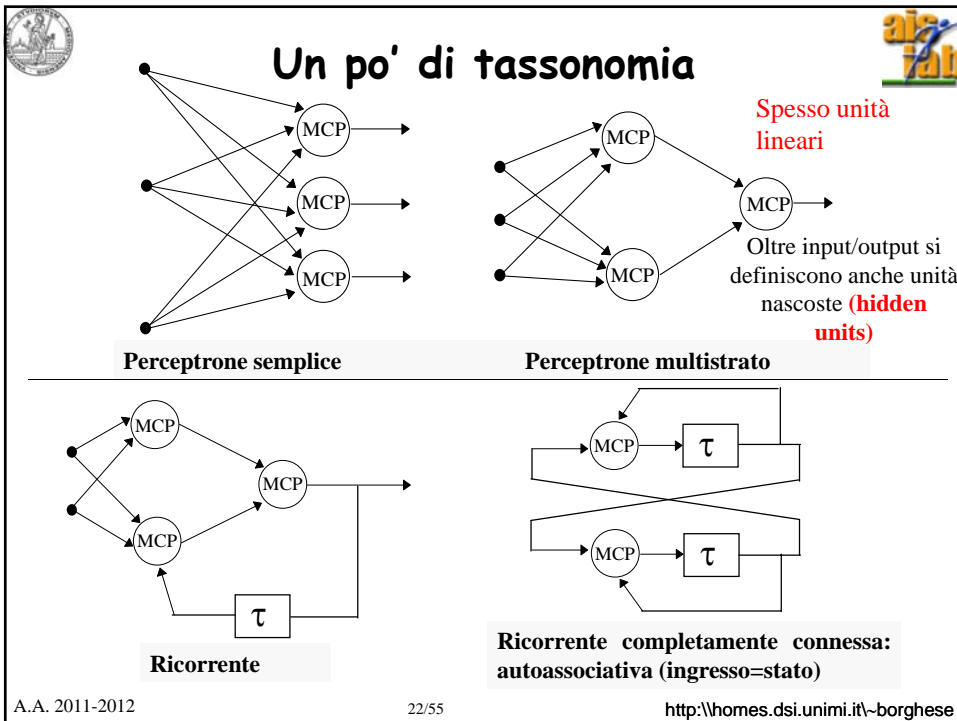 Un po' di tassonomia
MCP
MCP
MCP
Perceptrone semplice
MCP
MCP
MCP
Spesso unità
lineari
Oltre input/output si
definiscono anche unità
nascoste (hidden
units)
Perceptrone multistrato
MCP
MCP
MCP
τ
Ricorrente
MCP
τ
MCP
τ
Ricorrente completamente connessa:
autoassociativa (ingresso=stato)
A.A. 2011-2012
22/55
http:\\homes.dsi.unimi.it\~borghese